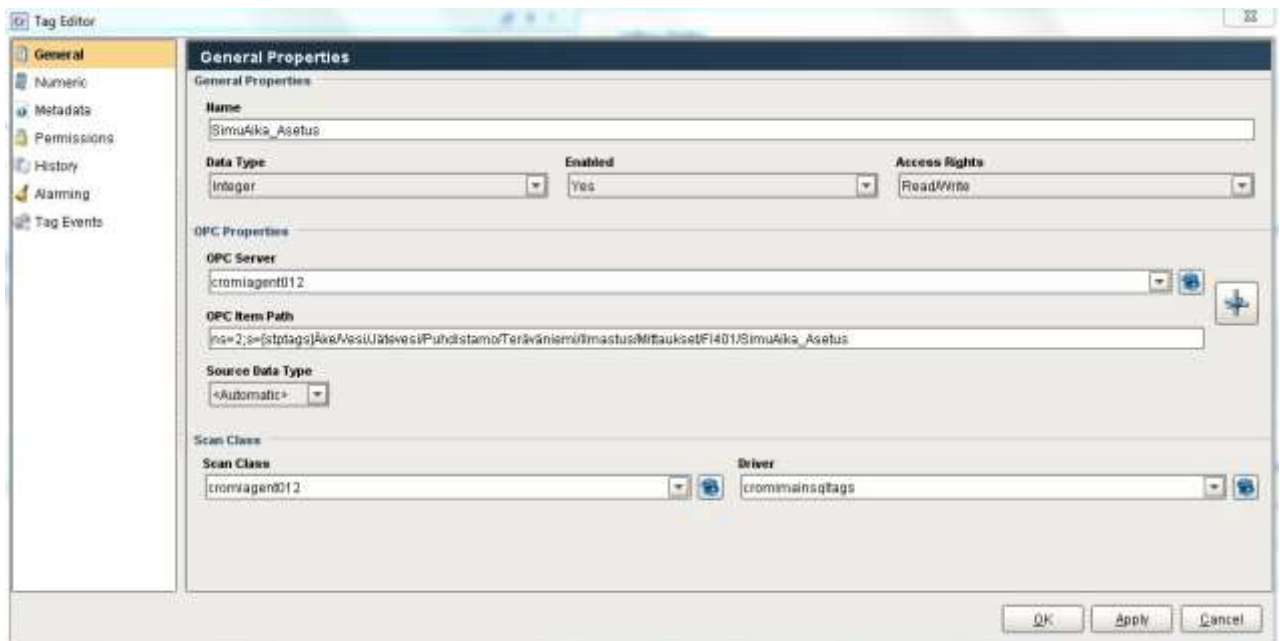 Tag Editor
General
Numeric
Metadata
Permissions
History
Alarming
Tag Events
General Properties
General Properties
Name
SimuAika_Asetus
Data Type
Enabled
Access Rights
Integer
Yes
Read/Write
OPC Properties
OPC Server
cromiagent012
OPC Item Path
ns=2;s=[stptags]Äke/Vesi/Jätevesi/Puhdistamo/Teräväniemi/Ilmastus/Mittaukset/FI401/SimuAika_Asetus
Source Data Type
<Automatic>
Scan Class
Scan Class
Driver
cromiagent012
cromimainsqltags
OK
Apply
Cancel